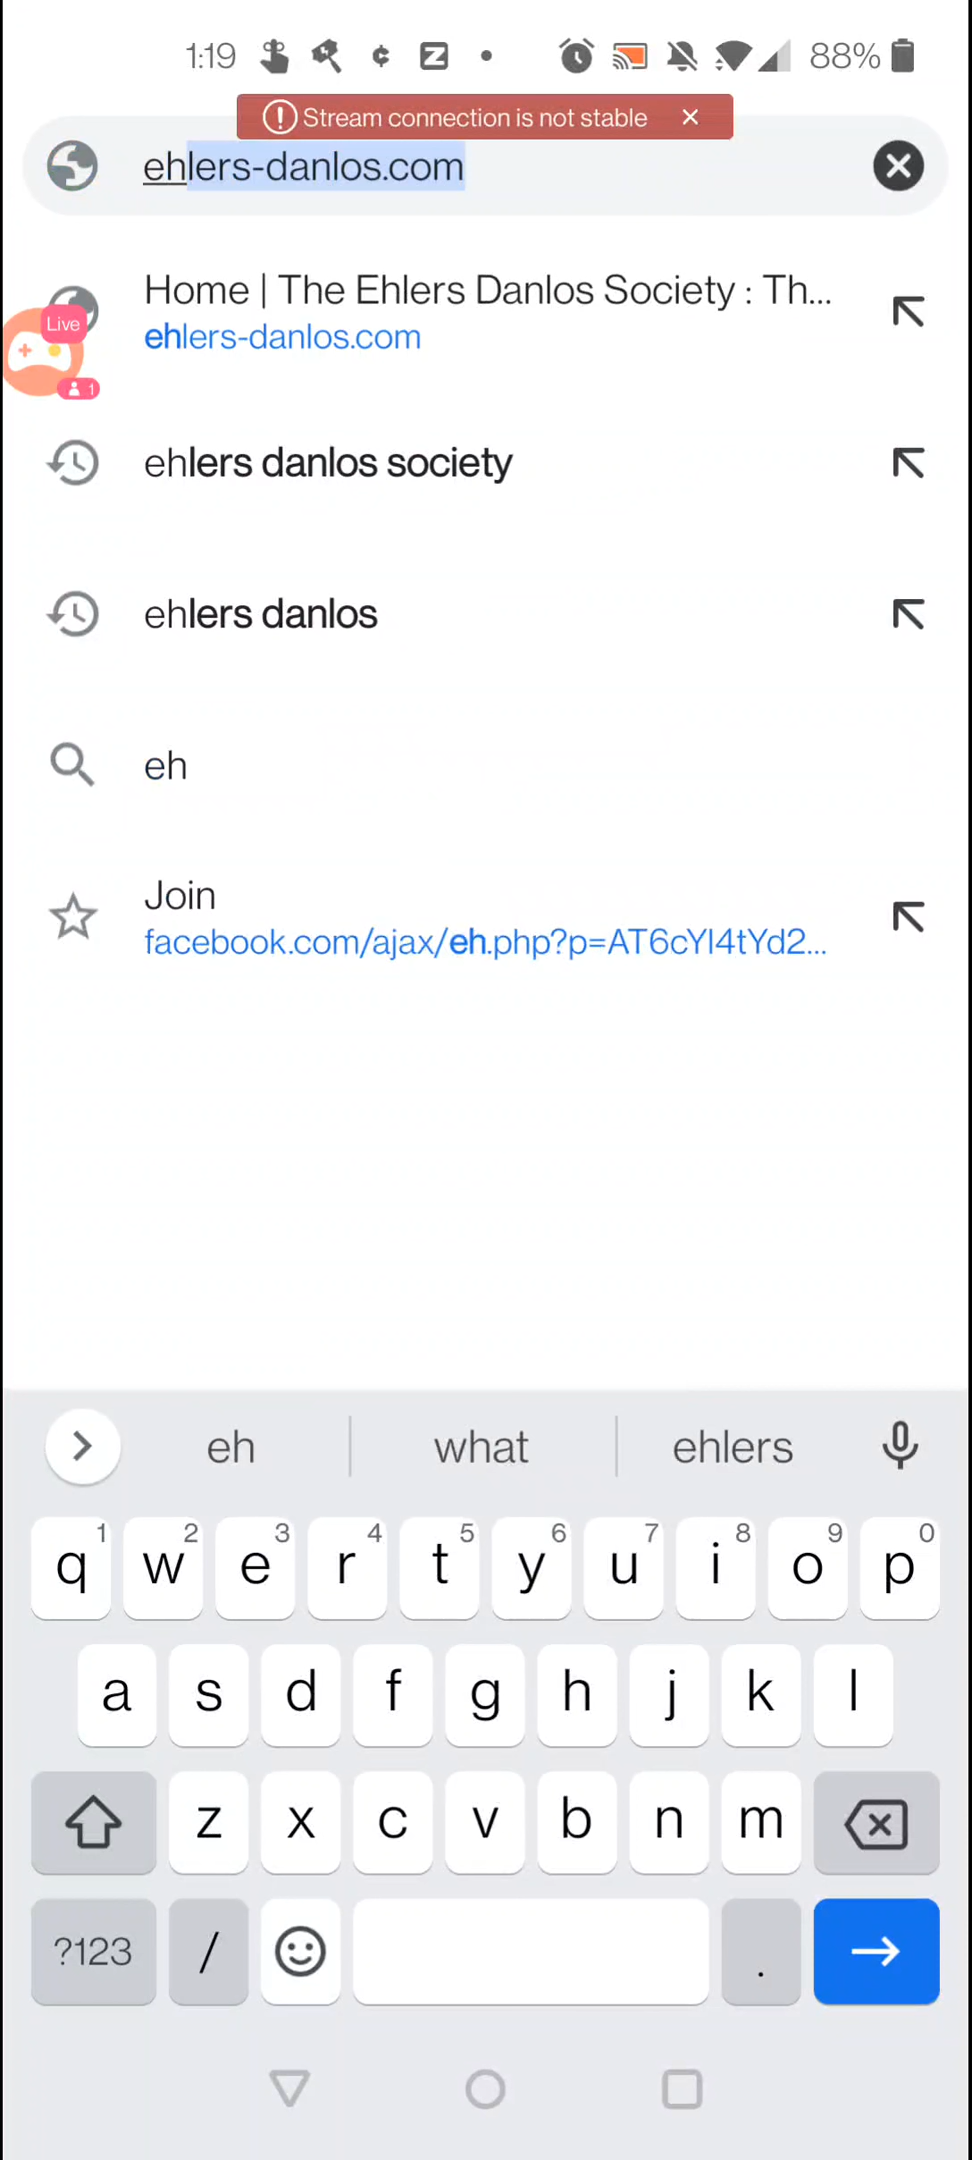 1:19 88%
Stream connection is not stable
ehlers-danlos.com
Home | The Ehlers Danlos Society : Th...
ehlers-danlos.com
Live
1
ehlers danlos society
ehlers danlos
eh
Join
facebook.com/ajax/eh.php?p=AT6cYl4tYd2...
eh what ehlers
1 2 3 4 5 6 7 8 9 0
q w e r t y u i o p
a s d f g h j k l
z x c v b n m
?123 / .